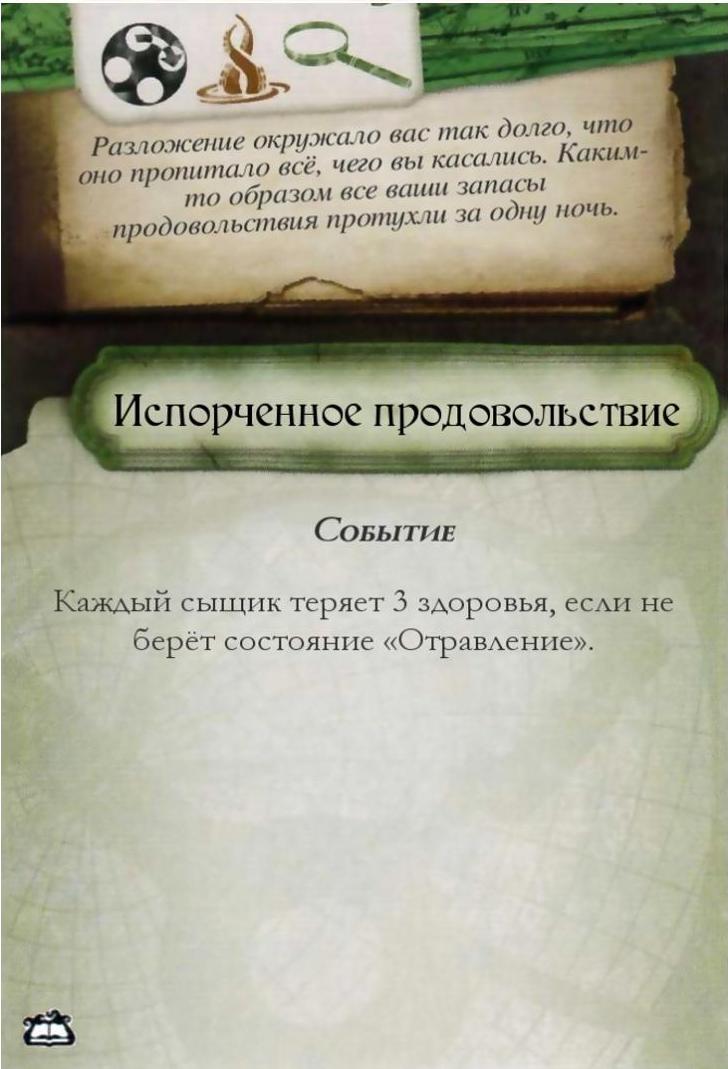 Разложение окружало вас так долго, что
оно пропитало всё, чего вы касались. Каким-
то образом все ваши запасы
продовольствия протухли за одну ночь.
Испорченное продовольствие
Событие
Каждый сыщик теряет 3 здоровья, если не
берёт состояние «Отравление».